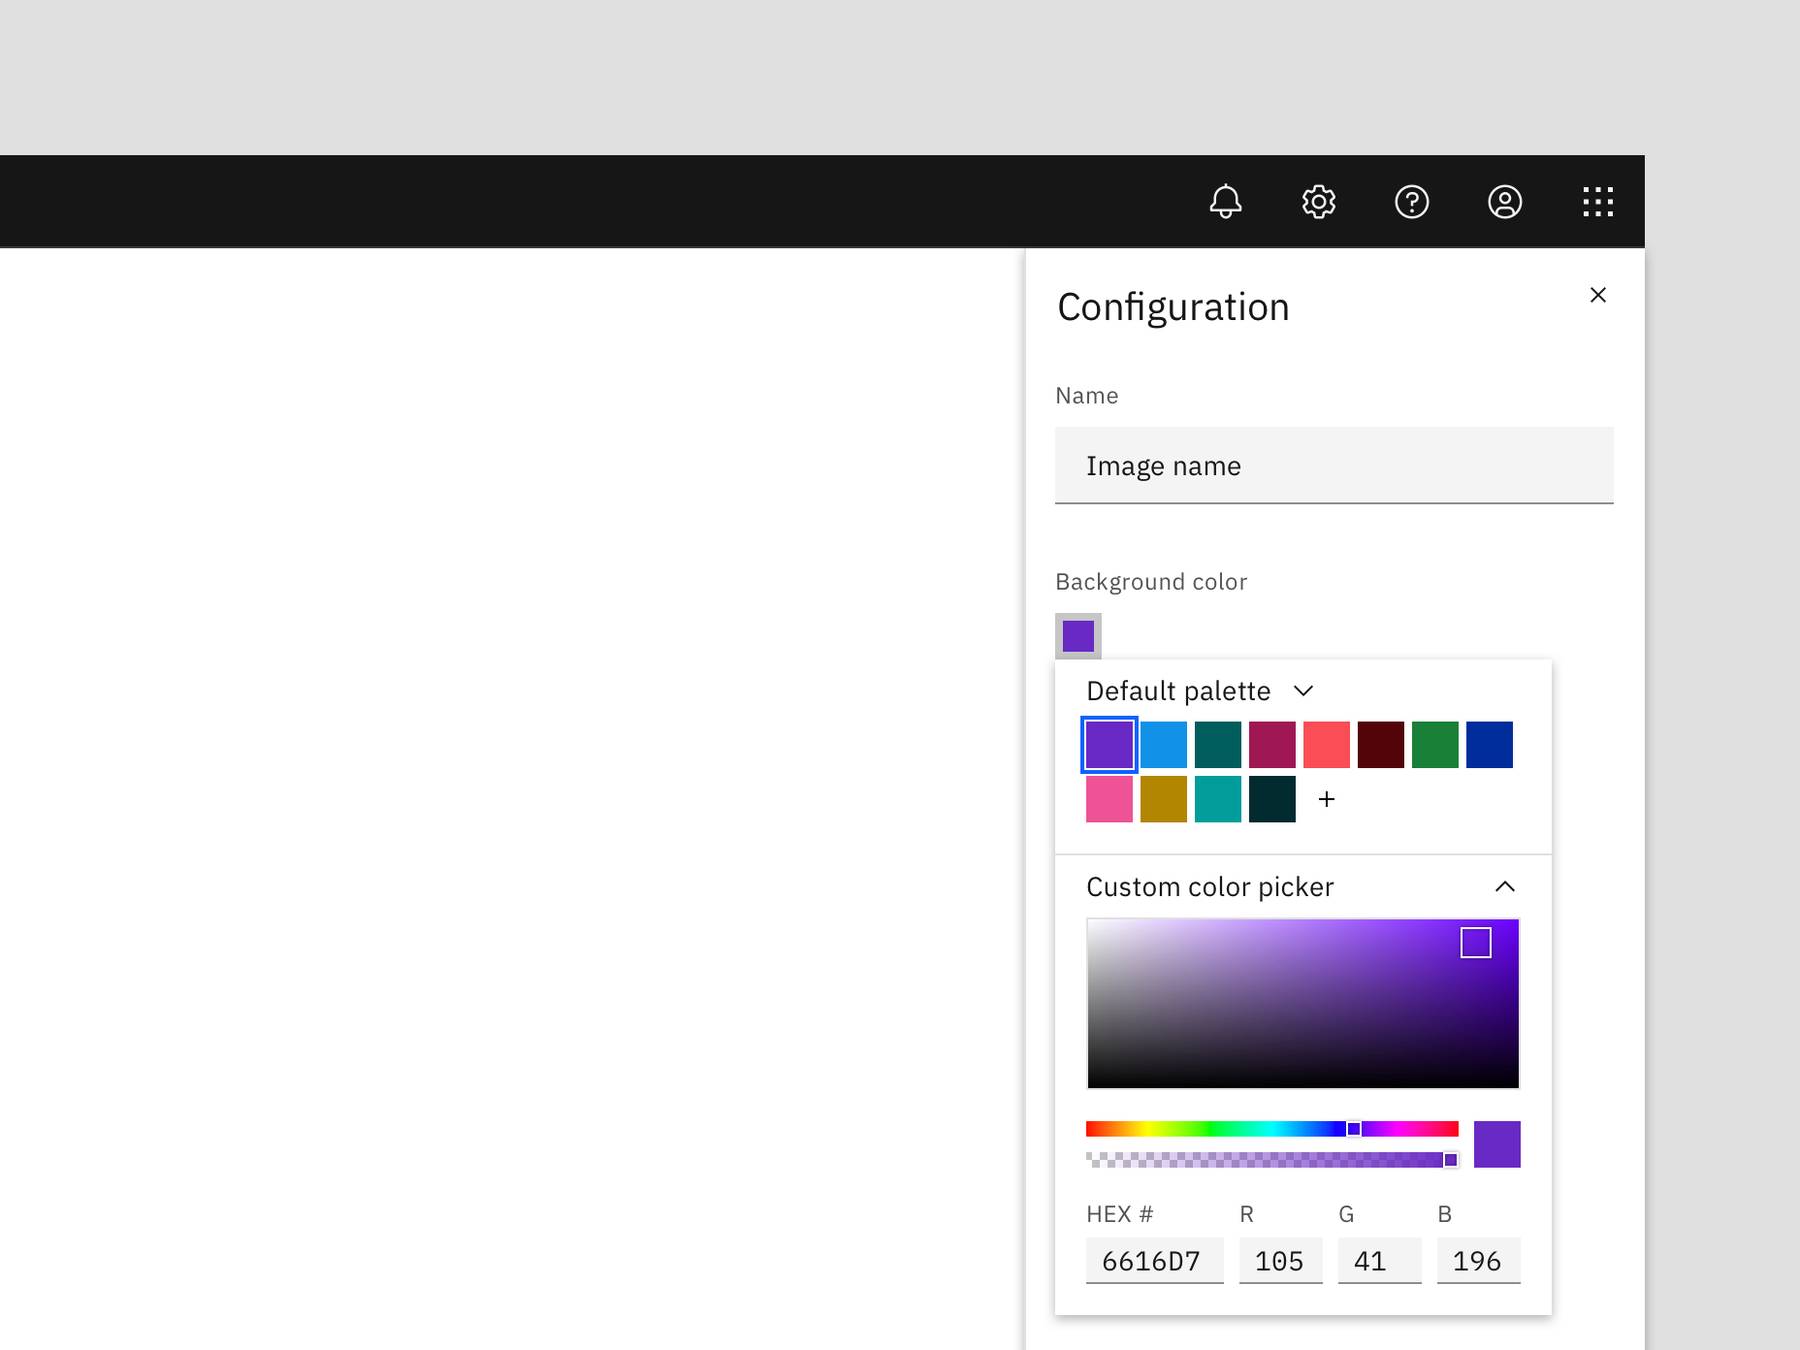 Configuration
Name
Image name
Background color
Default palette
+
Custom color picker
HEX # R G B
6616D7 105 41 196